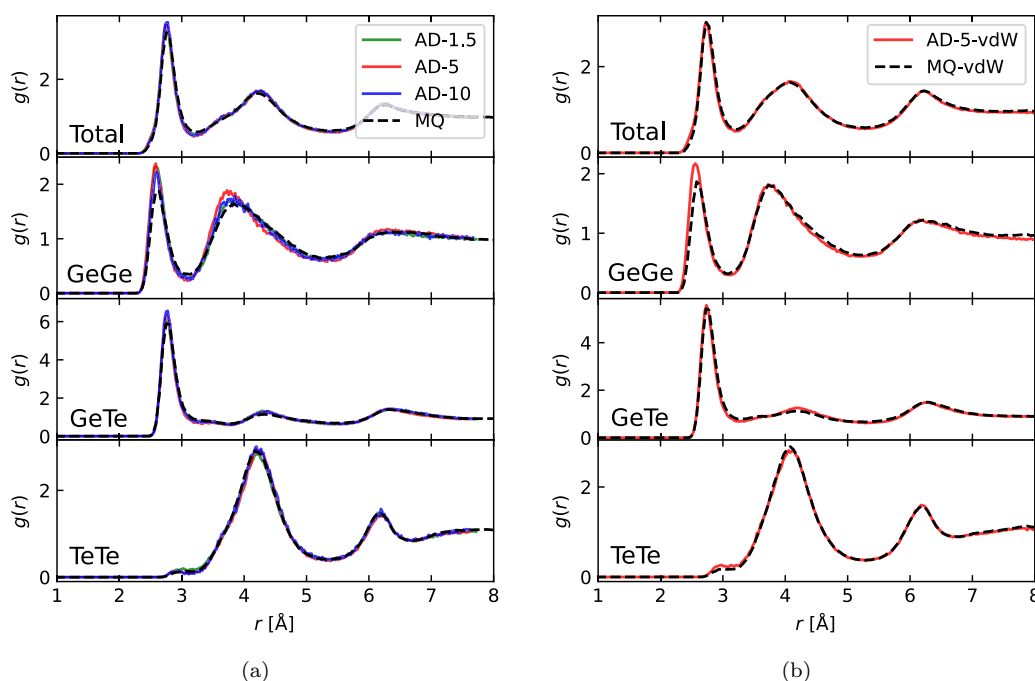 AD-1.5
AD-5
AD-10
MQ
g(r)
2
0
Total
g(r)
2
1
0
GeGe
g(r)
6
4
2
0
GeTe
g(r)
2
0
TeTe
1 2 3 4 5 6 7 8
r [Å]
(a)
AD-5-vdW
MQ-vdW
g(r)
2
0
Total
g(r)
2
1
0
GeGe
g(r)
4
2
0
GeTe
g(r)
2
0
TeTe
1 2 3 4 5 6 7 8
r [Å]
(b)